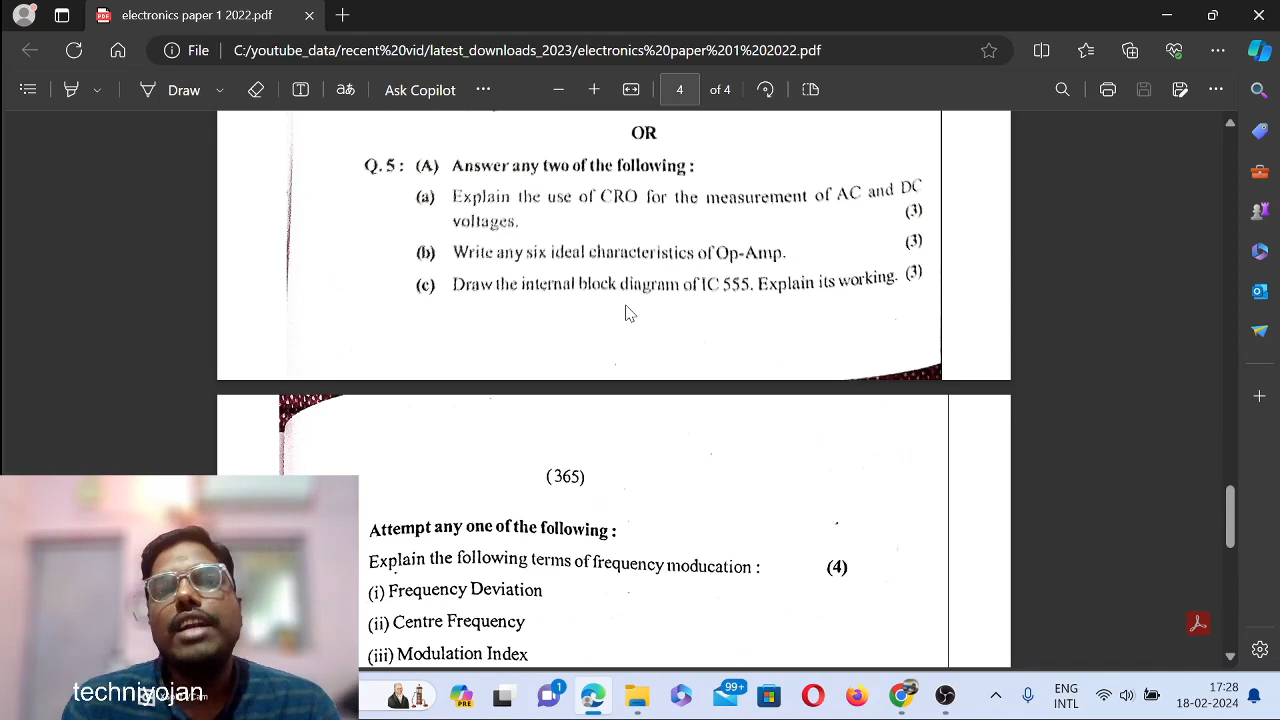 electronics paper 1 2022.pdf
File C:/youtube_data/recent%20vid/latest_downloads_2023/electronics%20paper%201%202022.pdf
Draw aあ Ask Copilot 4 of 4
OR
Q. 5 : (A) Answer any two of the following :
(a) Explain the use of CRO for the measurement of AC and DC
voltages. (3)
(b) Write any six ideal characteristics of Op-Amp. (3)
(c) Draw the internal block diagram of IC 555. Explain its working. (3)
(365)
Attempt any one of the following :
Explain the following terms of frequency moducation : (4)
(i) Frequency Deviation
(ii) Centre Frequency
(iii) Modulation Index
PRE
1
99+
ENG
INTL
17:28
18-02-2024